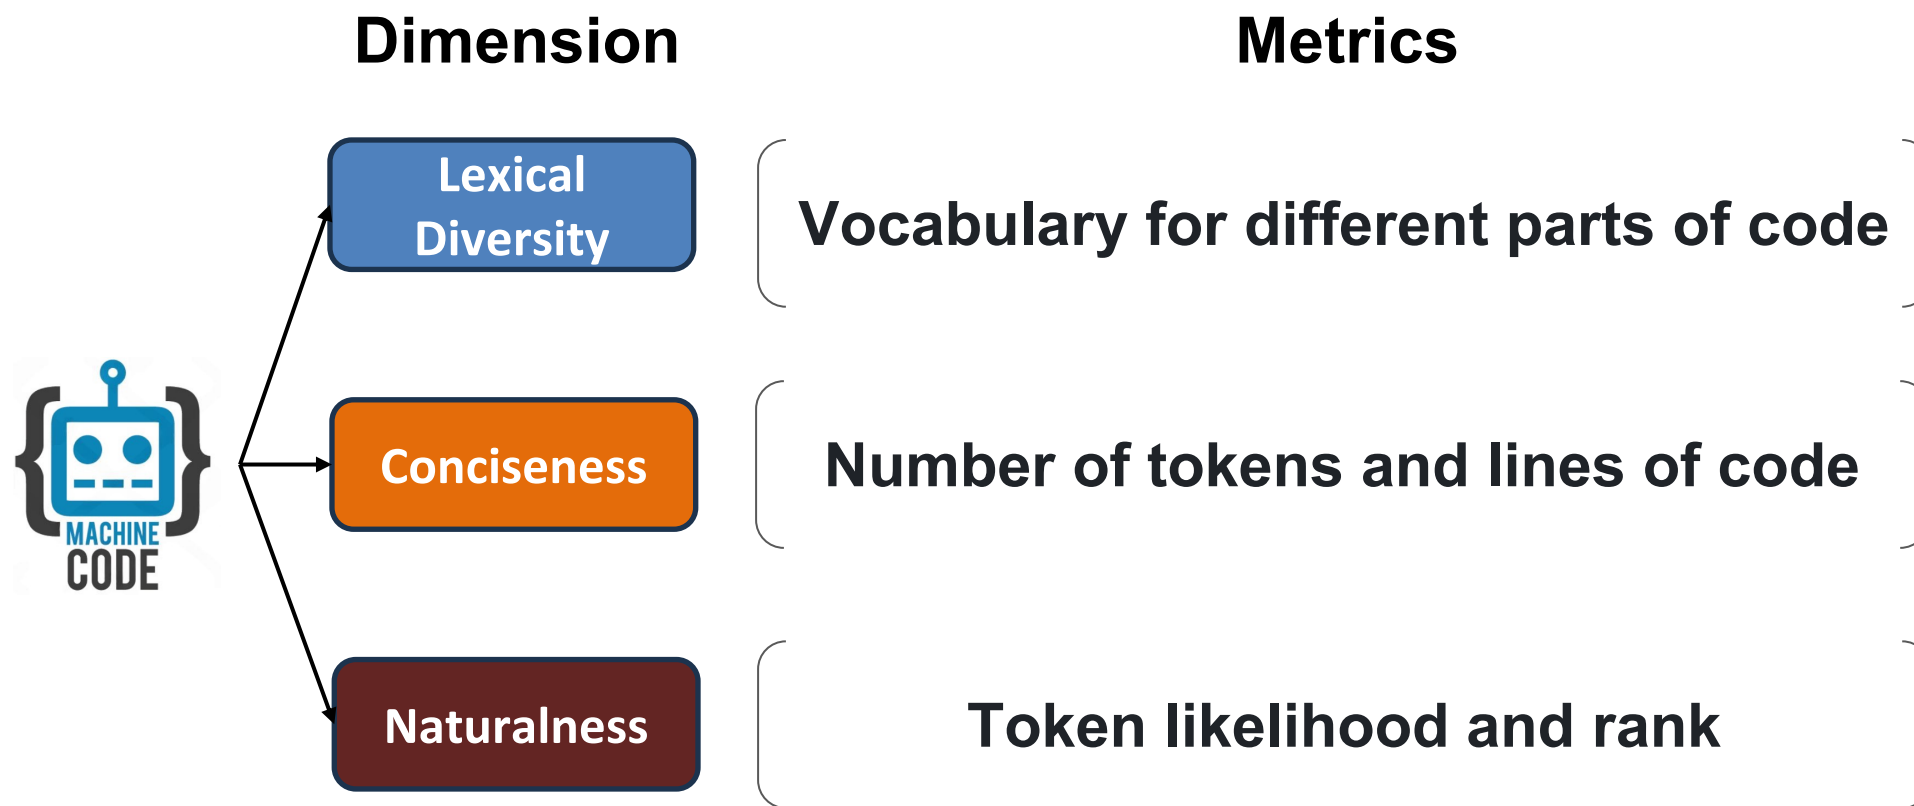 Dimension
Metrics
Lexical
Diversity
Vocabulary for different parts of code
Conciseness
Number of tokens and lines of code
MACHINE
CODE
Naturalness
Token likelihood and rank